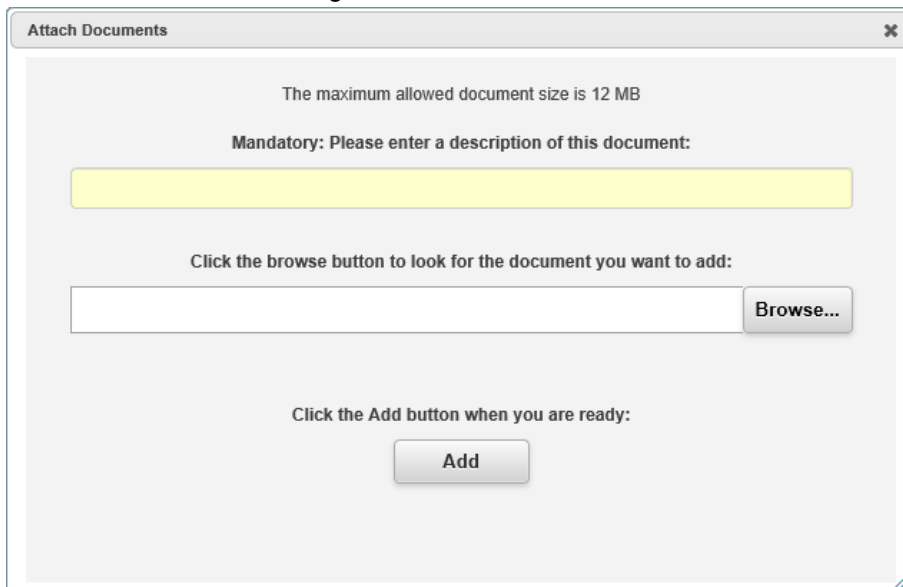 Attach Documents
The maximum allowed document size is 12 MB
Mandatory: Please enter a description of this document:
Click the browse button to look for the document you want to add:
Browse...
Click the Add button when you are ready:
Add